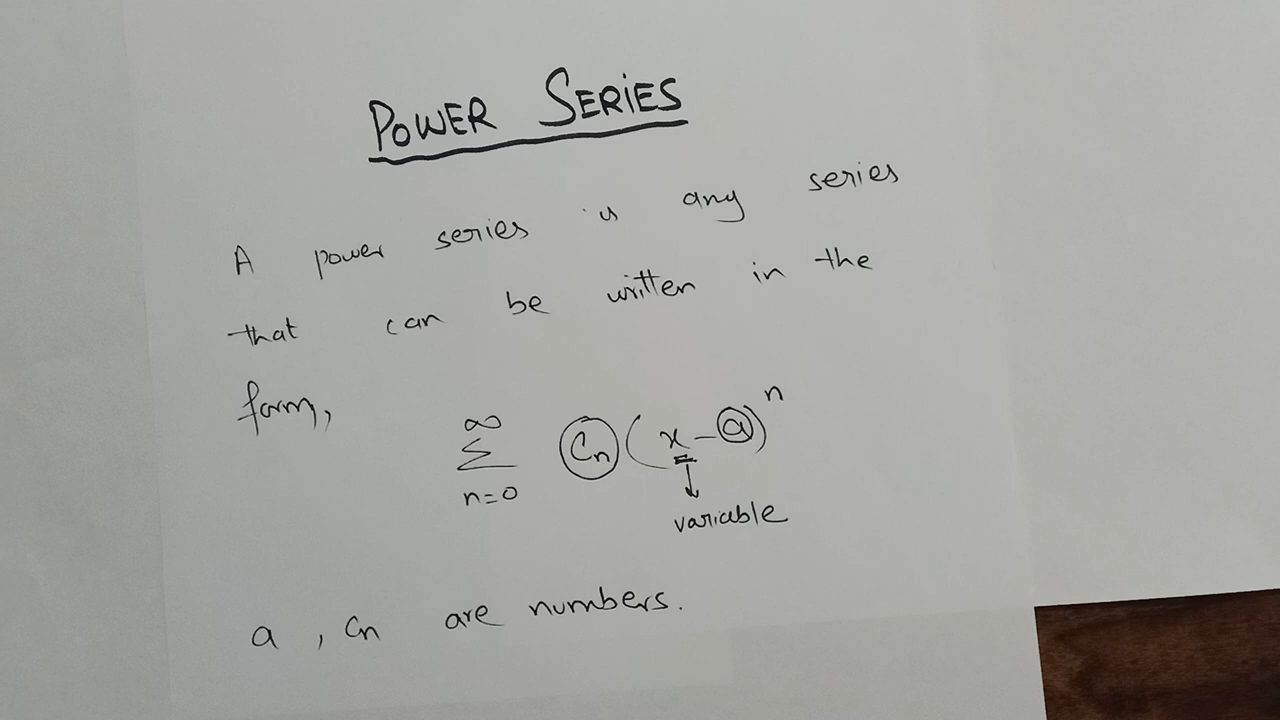 POWER SERIES
A power series is any series
that can be written in the
form,
∞
Σ Cn (x - a)^n
n=0
variable
a , Cn are numbers.